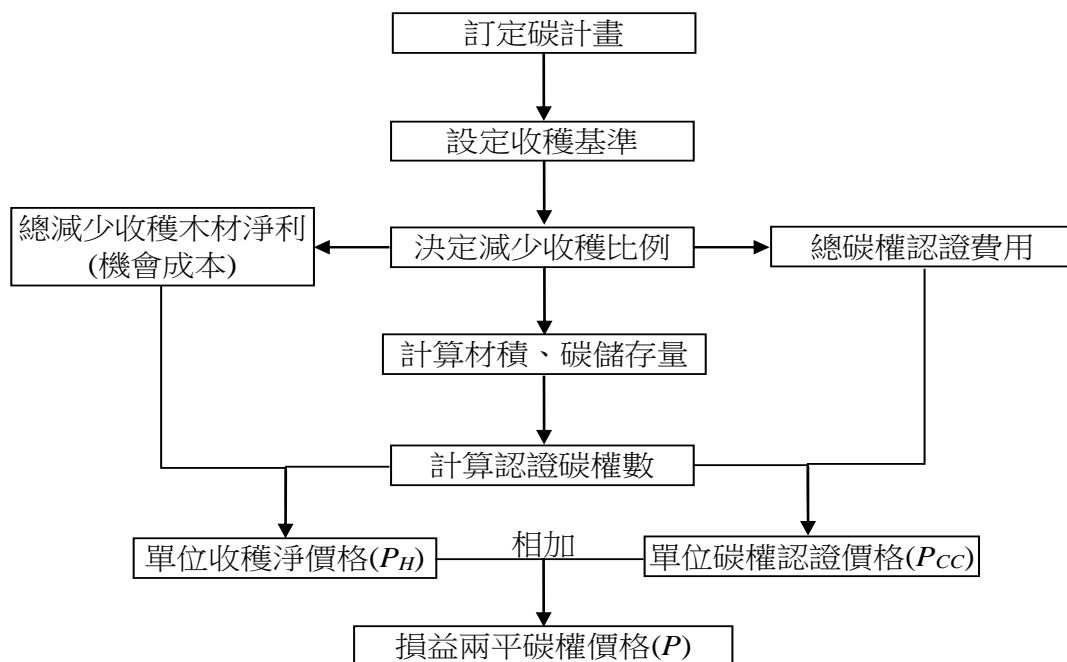 訂定碳計畫
設定收穫基準
總減少收穫木材淨利
(機會成本)
決定減少收穫比例
總碳權認證費用
計算材積、碳儲存量
計算認證碳權數
單位收穫淨價格(P_H)
相加
單位碳權認證價格(P_CC)
損益兩平碳權價格(P)